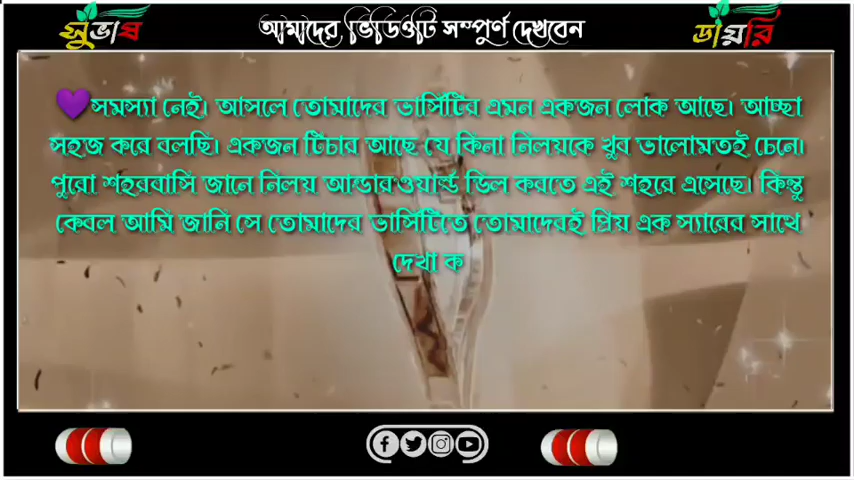 সুভাষ
আমাদের ভিডিওটি সম্পুর্ণ দেখবেন
ডায়রি
💜সমস্যা নেই। আসলে তোমাদের ভার্সিটির এমন একজন লোক আছে। আচ্ছা
সহজ করে বলছি। একজন টিচার আছে যে কিনা নিলয়কে খুব ভালোমতই চেনে।
পুরো শহরবাসি জানে নিলয় আন্ডারওয়ার্ল্ড ডিল করতে এই শহরে এসেছে। কিন্তু
কেবল আমি জানি সে তোমাদের ভার্সিটিতে তোমাদেরই প্রিয় এক স্যারের সাথে
দেখা ক